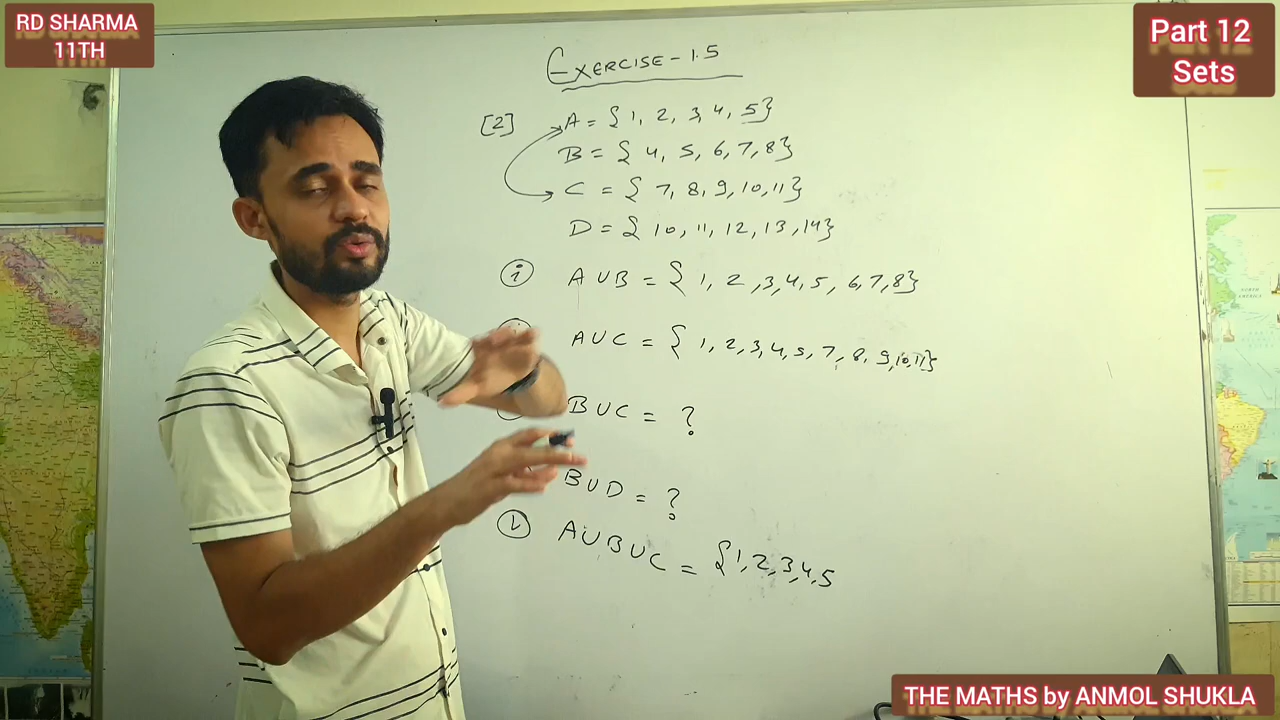 RD SHARMA
11TH
Part 12
Sets
EXERCISE-1.5
[2] A = {1, 2, 3, 4, 5}
B = {4, 5, 6, 7, 8}
C = {7, 8, 9, 10, 11}
D = {10, 11, 12, 13, 14}
(i) A∪B = {1, 2, 3, 4, 5, 6, 7, 8}
A∪C = {1, 2, 3, 4, 5, 7, 8, 9, 10, 11}
B∪C = ?
B∪D = ?
(v) A∪B∪C = {1, 2, 3, 4, 5
THE MATHS by ANMOL SHUKLA